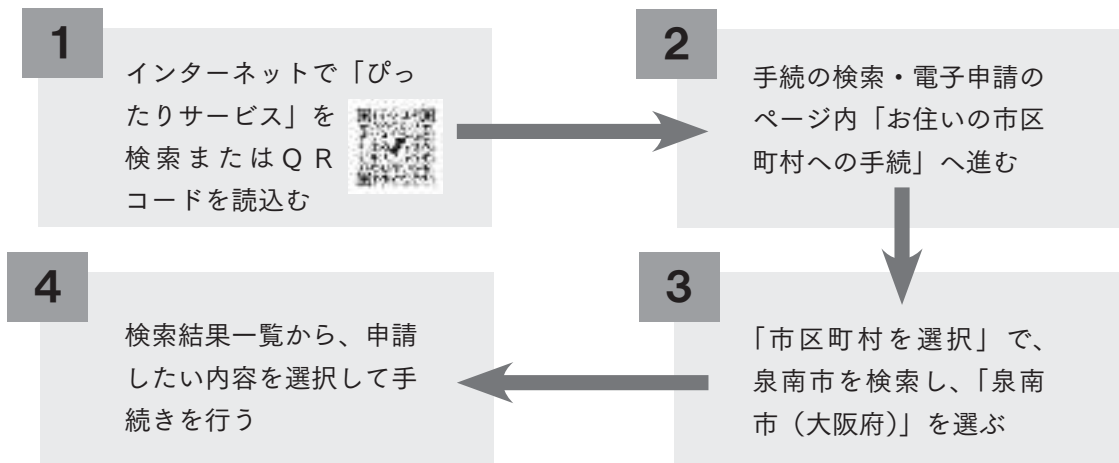 1
インターネットで「ぴっ
たりサービス」を
検索またはＱＲ
コードを読込む
2
手続の検索・電子申請の
ページ内「お住いの市区
町村への手続」へ進む
3
「市区町村を選択」で、
泉南市を検索し、「泉南
市（大阪府）」を選ぶ
4
検索結果一覧から、申請
したい内容を選択して手
続きを行う